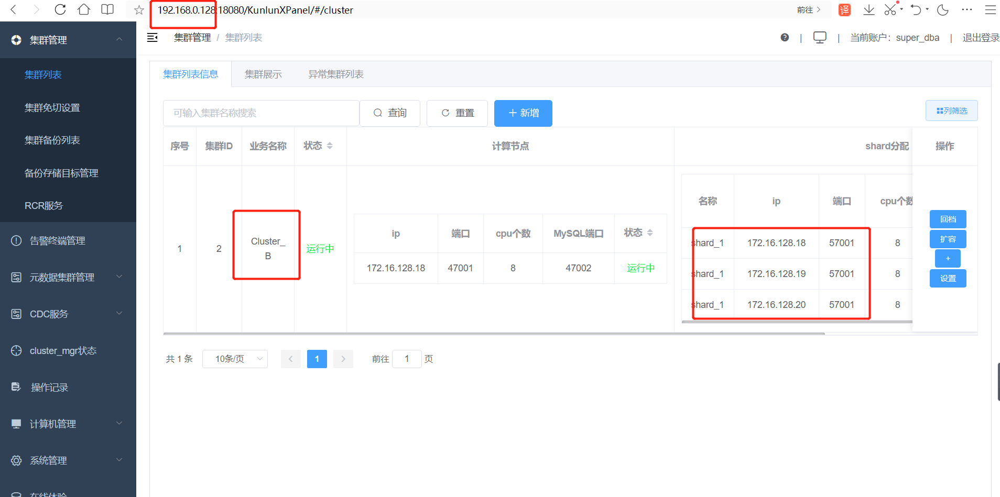 192.168.0.128:18080/KunlunXPanel/#/cluster
前往
译
集群管理
集群列表
集群免切设置
集群备份列表
备份存储目标管理
RCR服务
告警终端管理
元数据集群管理
CDC服务
cluster_mgr状态
操作记录
计算机管理
系统管理
在线体验
集群管理 / 集群列表
| | 当前账户：super_dba | 退出登录
集群列表信息 集群展示 异常集群列表
可输入集群名称搜索 查询 重置 + 新增 列筛选
序号 集群ID 业务名称 状态 计算节点 shard分配 操作
1 2 Cluster_
B
运行中
ip 端口 cpu个数 MySQL端口 状态
172.16.128.18 47001 8 47002 运行中
名称 ip 端口 cpu个数
shard_1 172.16.128.18 57001 8
shard_1 172.16.128.19 57001 8
shard_1 172.16.128.20 57001 8
回档
扩容
+
设置
共 1 条 10条/页 1 前往 1 页